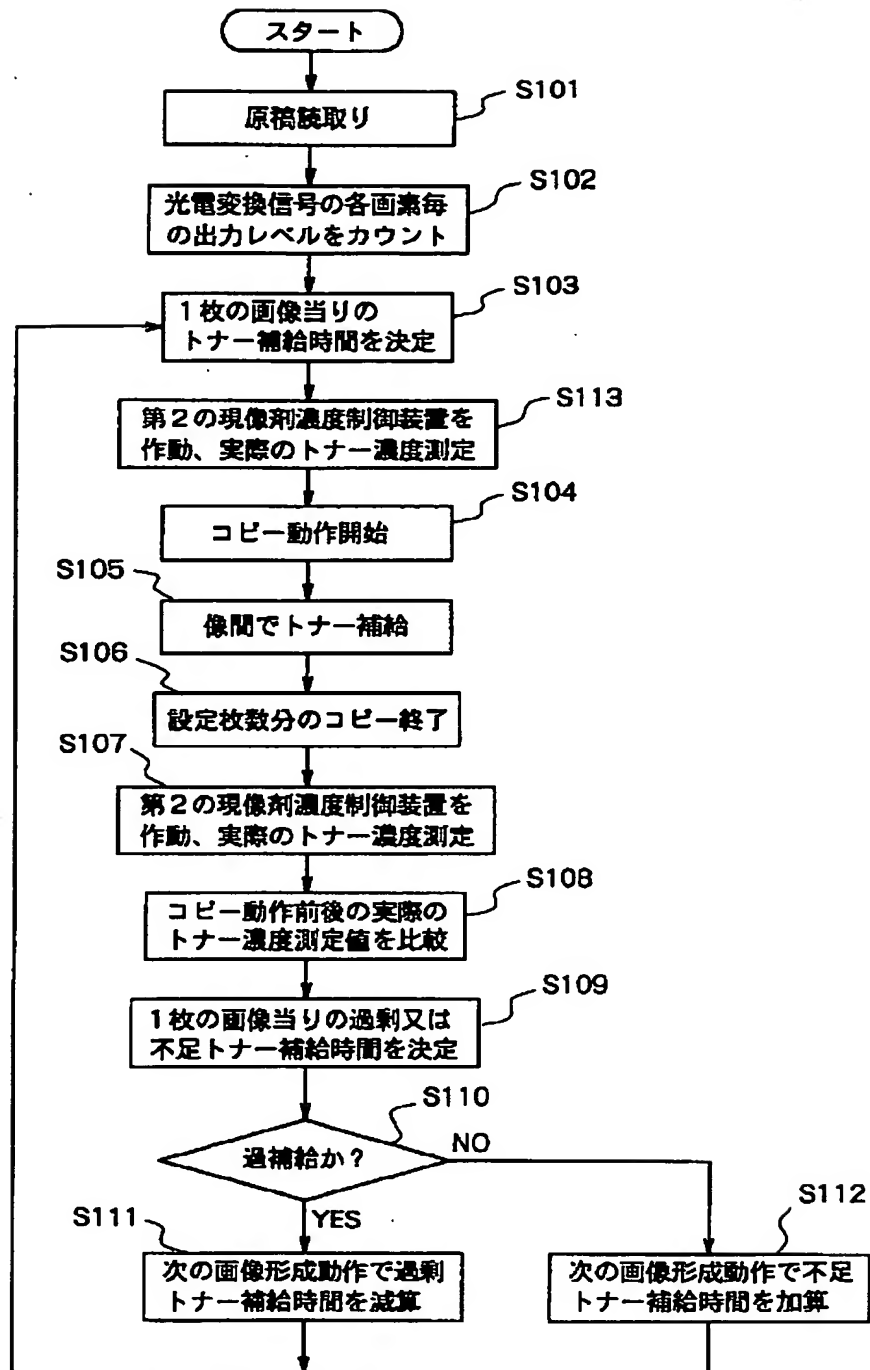 スタート
S101
原稿読取り
S102
光電変換信号の各画素毎
の出力レベルをカウント
S103
1枚の画像当りの
トナー補給時間を決定
S113
第2の現像剤濃度制御装置を
作動、実際のトナー濃度測定
S104
コピー動作開始
S105
像間でトナー補給
S106
設定枚数分のコピー終了
S107
第2の現像剤濃度制御装置を
作動、実際のトナー濃度測定
S108
コピー動作前後の実際の
トナー濃度測定値を比較
S109
1枚の画像当りの過剰又は
不足トナー補給時間を決定
S110
過補給か?
NO
YES
S111
次の画像形成動作で過剰
トナー補給時間を減算
S112
次の画像形成動作で不足
トナー補給時間を加算